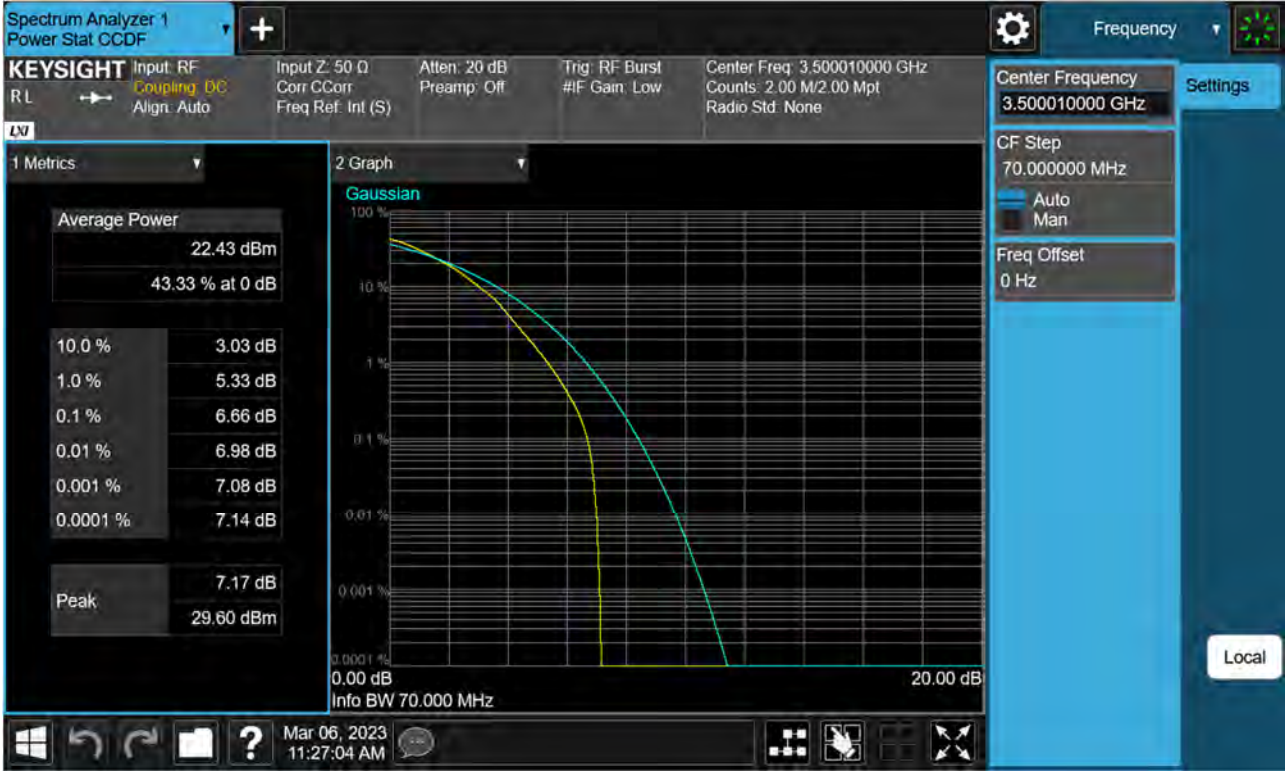 Spectrum Analyzer 1
Power Stat CCDF
+
Frequency
KEYSIGHT
R L
LXI
Input: RF
Coupling: DC
Align: Auto
Input Z: 50 Ω
Corr CCorr
Freq Ref: Int (S)
Atten: 20 dB
Preamp: Off
Trig: RF Burst
#IF Gain: Low
Center Freq: 3.500010000 GHz
Counts: 2.00 M/2.00 Mpt
Radio Std: None
Center Frequency
3.500010000 GHz
Settings
CF Step
70.000000 MHz
Auto
Man
Freq Offset
0 Hz
Local
1 Metrics
Average Power
22.43 dBm
43.33 % at 0 dB
10.0 % 3.03 dB
1.0 % 5.33 dB
0.1 % 6.66 dB
0.01 % 6.98 dB
0.001 % 7.08 dB
0.0001 % 7.14 dB
Peak
7.17 dB
29.60 dBm
2 Graph
Gaussian
100 %
10 %
1 %
0.1 %
0.01 %
0.001 %
0.0001 %
0.00 dB 20.00 dB
Info BW 70.000 MHz
?
Mar 06, 2023
11:27:04 AM